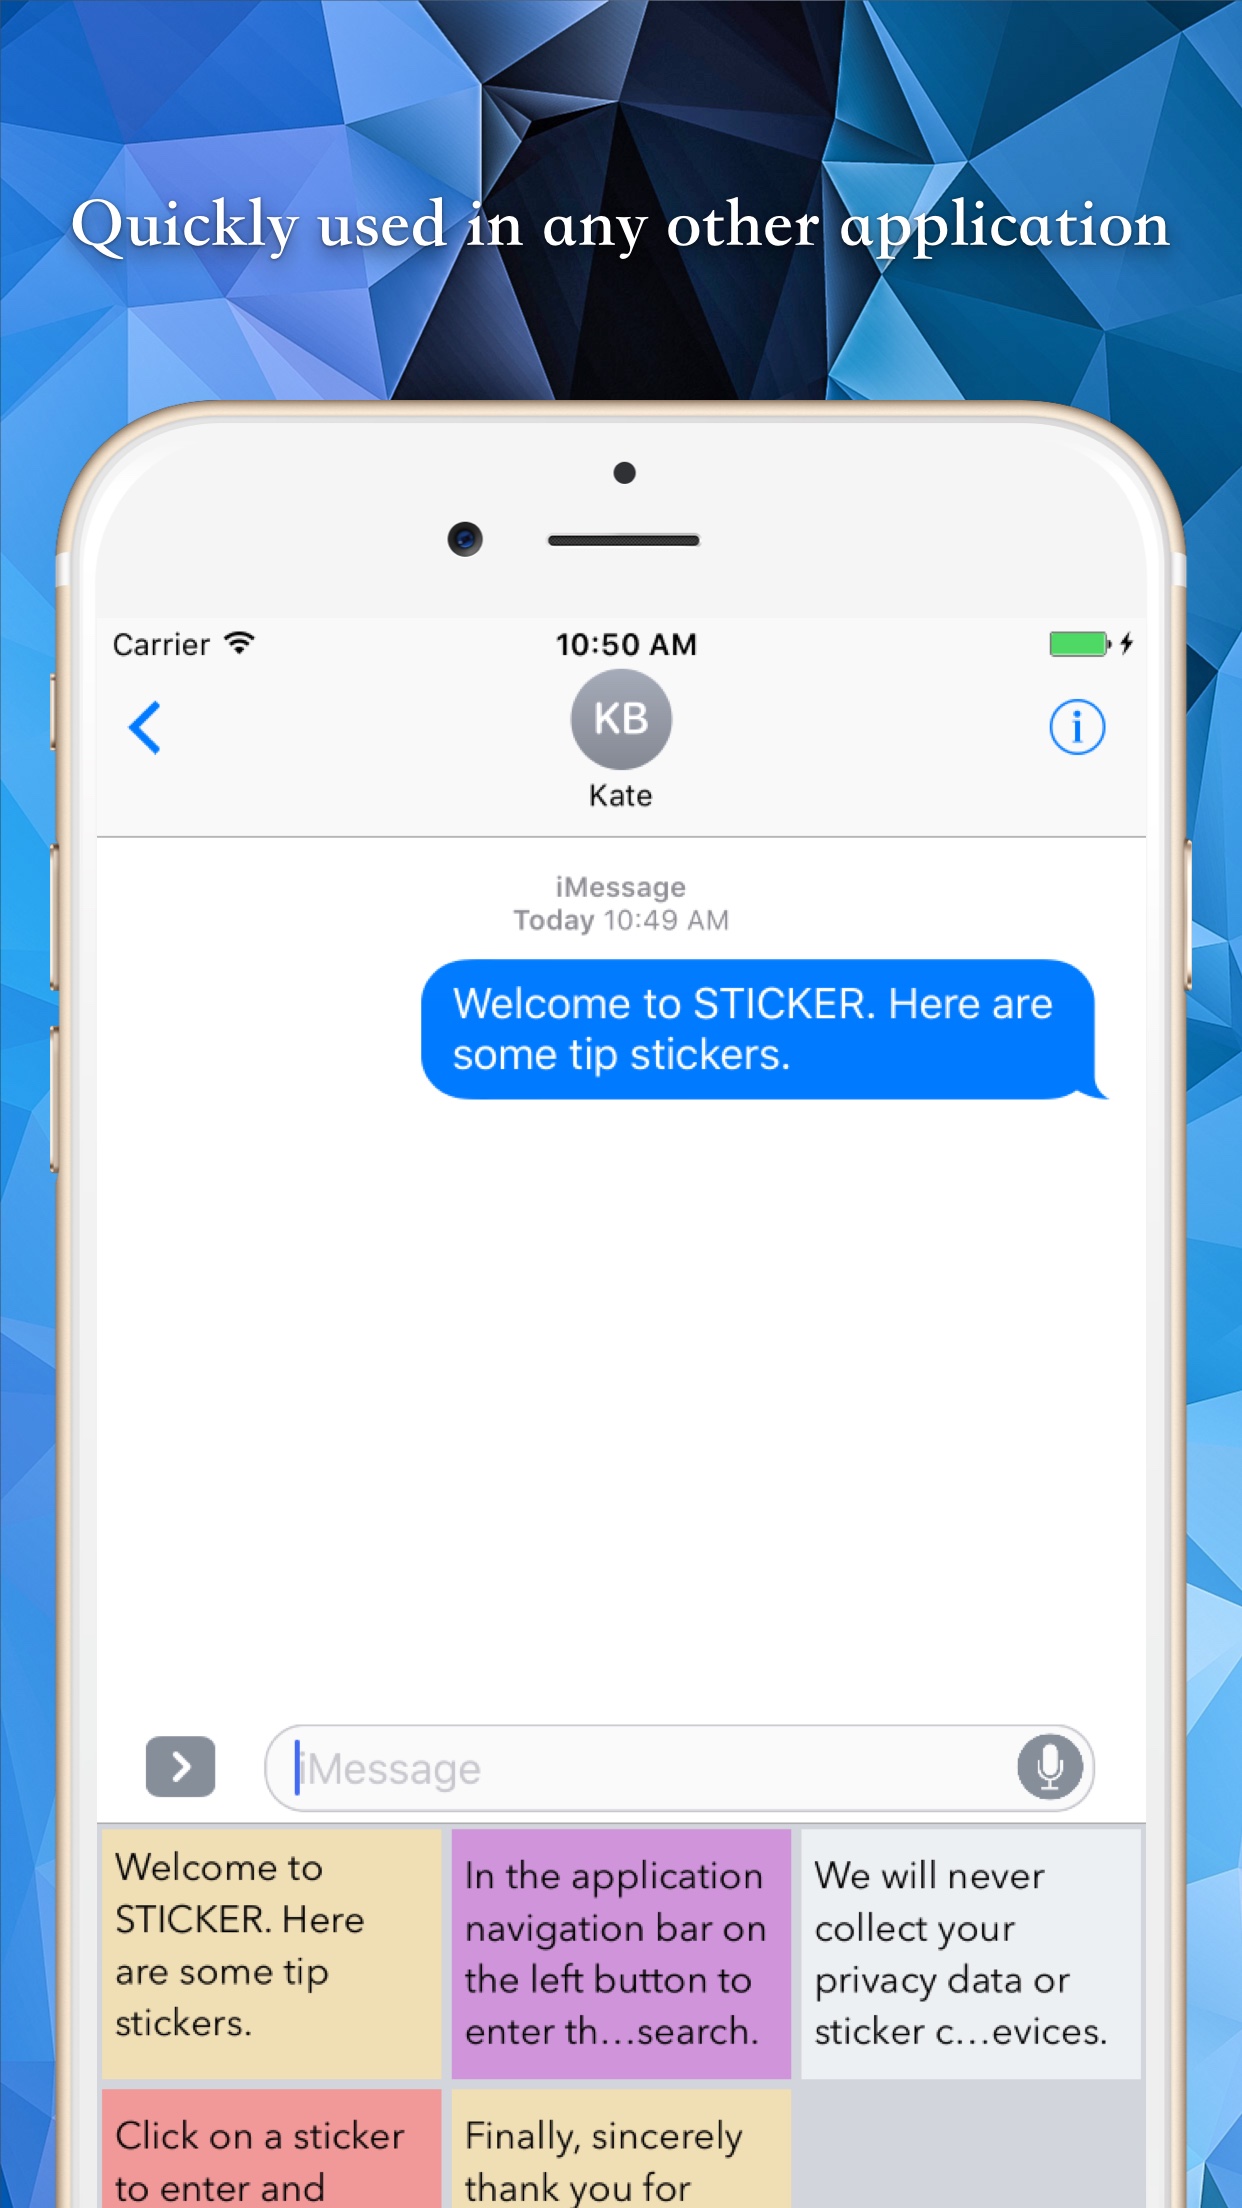 Quickly used in any other application
Carrier
10:50 AM
KB
Kate
iMessage
Today 10:49 AM
Welcome to STICKER. Here are
some tip stickers.
iMessage
Welcome to
STICKER. Here
are some tip
stickers.
In the application
navigation bar on
the left button to
enter th...search.
We will never
collect your
privacy data or
sticker c...evices.
Click on a sticker
to enter and
Finally, sincerely
thank you for